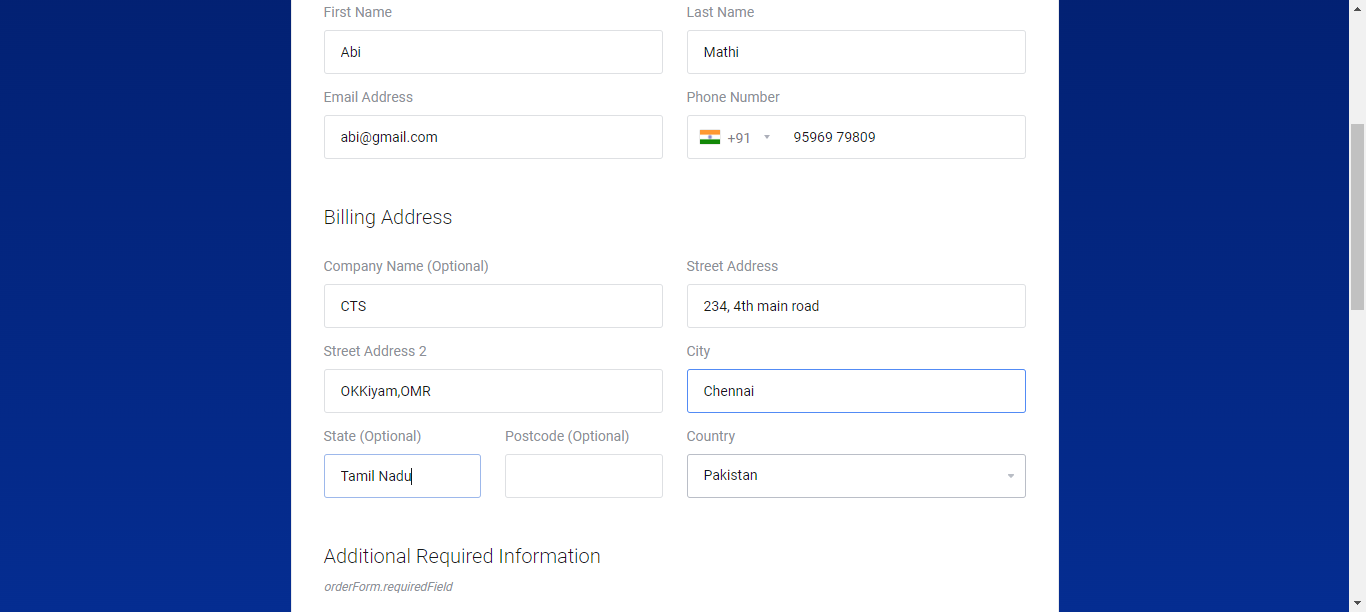 First Name
Last Name
Abi
Mathi
Email Address
Phone Number
abi@gmail.com
+91
95969 79809
Billing Address
Company Name (Optional)
Street Address
CTS
234, 4th main road
Street Address 2
City
OKKiyam,OMR
Chennai
State (Optional)
Postcode (Optional)
Country
Tamil Nadu
Pakistan
Additional Required Information
orderForm.requiredField